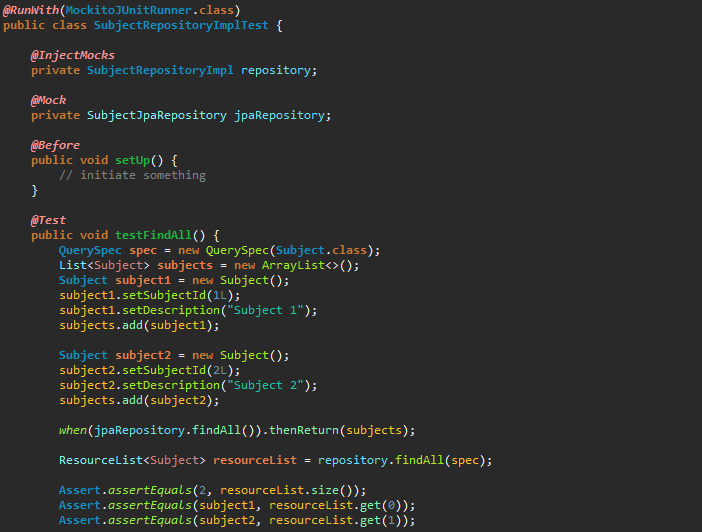 @RunWith(MockitoJUnitRunner.class)
public class SubjectRepositoryImplTest {
@InjectMocks
private SubjectRepositoryImpl repository;
@Mock
private SubjectJpaRepository jpaRepository;
@Before
public void setUp() {
// initiate something
}
@Test
public void testFindAll() {
QuerySpec spec = new QuerySpec(Subject.class);
List<Subject> subjects = new ArrayList<>();
Subject subject1 = new Subject();
subject1.setSubjectId(1L);
subject1.setDescription("Subject 1");
subjects.add(subject1);
Subject subject2 = new Subject();
subject2.setSubjectId(2L);
subject2.setDescription("Subject 2");
subjects.add(subject2);
when(jpaRepository.findAll()).thenReturn(subjects);
ResourceList<Subject> resourceList = repository.findAll(spec);
Assert.assertEquals(2, resourceList.size());
Assert.assertEquals(subject1, resourceList.get(0));
Assert.assertEquals(subject2, resourceList.get(1));